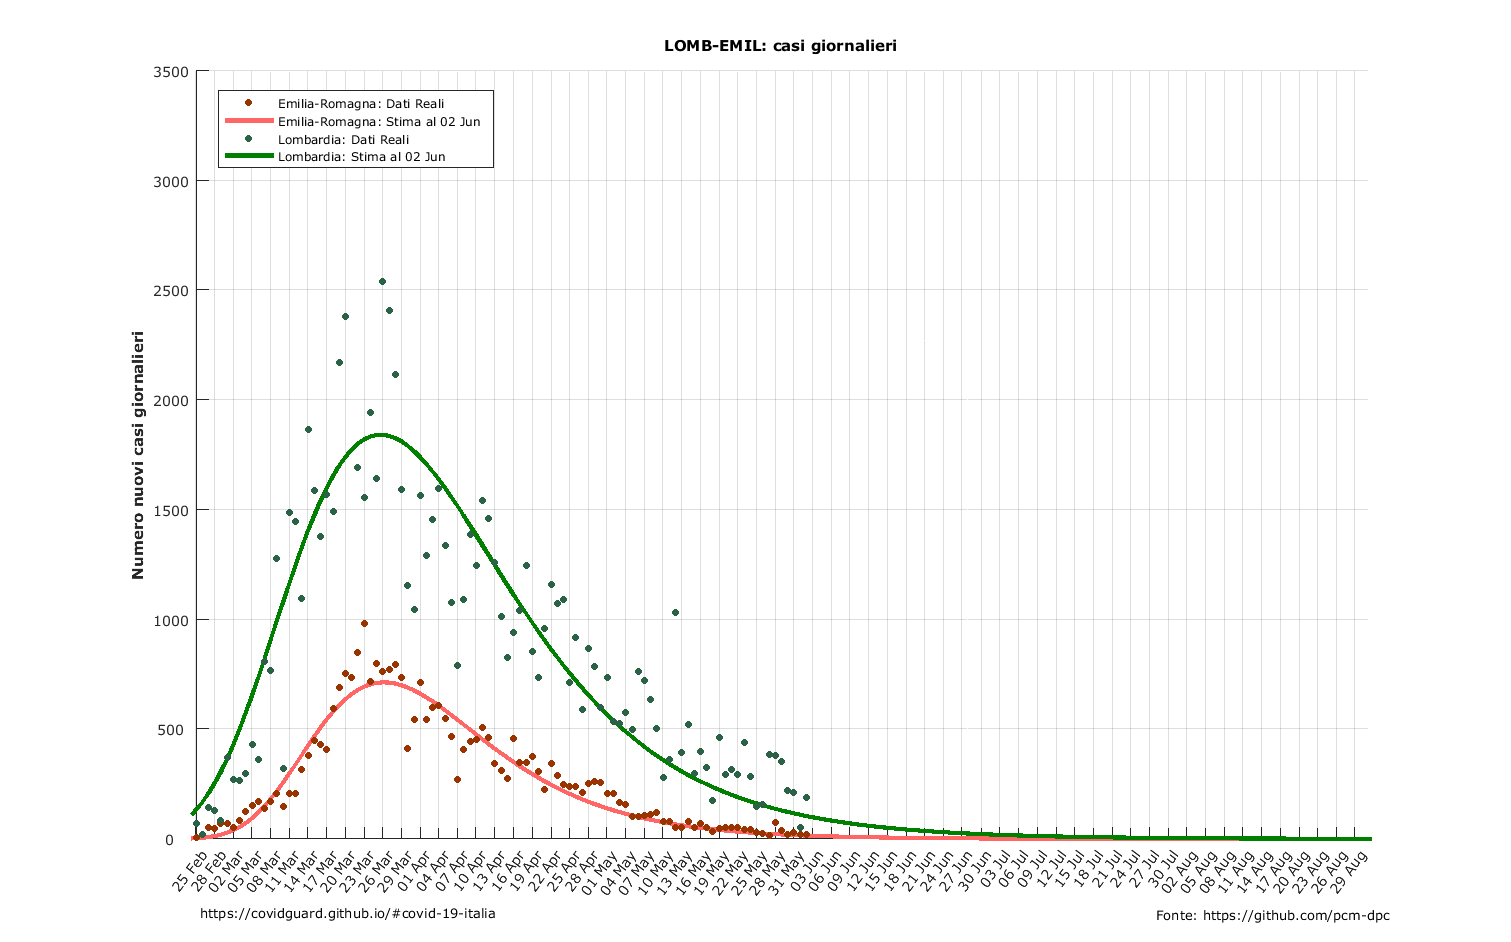 LOMB-EMIL: casi giornalieri
3500
3000
2500
2000
1500
1000
500
0
Numero nuovi casi giornalieri
Emilia-Romagna: Dati Reali
Emilia-Romagna: Stima al 02 Jun
Lombardia: Dati Reali
Lombardia: Stima al 02 Jun
25 Feb
28 Feb
02 Mar
05 Mar
08 Mar
11 Mar
14 Mar
17 Mar
20 Mar
23 Mar
26 Mar
29 Mar
01 Apr
04 Apr
07 Apr
10 Apr
13 Apr
16 Apr
19 Apr
22 Apr
25 Apr
28 Apr
01 May
04 May
07 May
10 May
13 May
16 May
19 May
22 May
25 May
28 May
31 May
03 Jun
06 Jun
09 Jun
12 Jun
15 Jun
18 Jun
21 Jun
24 Jun
27 Jun
30 Jun
03 Jul
06 Jul
09 Jul
12 Jul
15 Jul
18 Jul
21 Jul
24 Jul
27 Jul
30 Jul
02 Aug
05 Aug
08 Aug
11 Aug
14 Aug
17 Aug
20 Aug
23 Aug
26 Aug
29 Aug
https://covidguard.github.io/#covid-19-italia
Fonte: https://github.com/pcm-dpc